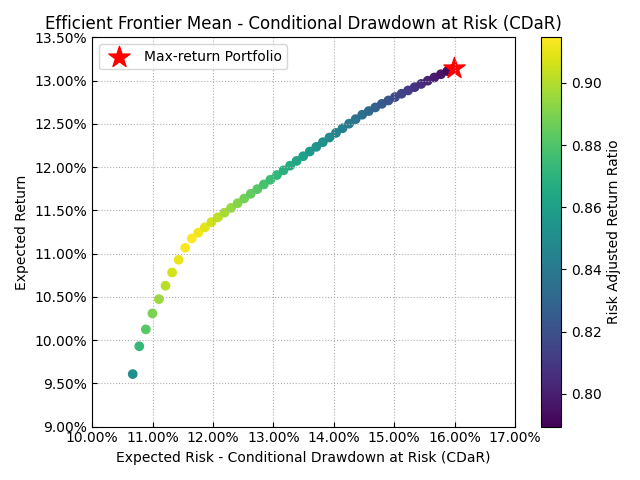 Efficient Frontier Mean - Conditional Drawdown at Risk (CDaR)
Max-return Portfolio
13.50%
13.00%
12.50%
12.00%
11.50%
11.00%
10.50%
10.00%
9.50%
9.00%
Expected Return
10.00% 11.00% 12.00% 13.00% 14.00% 15.00% 16.00% 17.00%
Expected Risk - Conditional Drawdown at Risk (CDaR)
0.90
0.88
0.86
0.84
0.82
0.80
Risk Adjusted Return Ratio